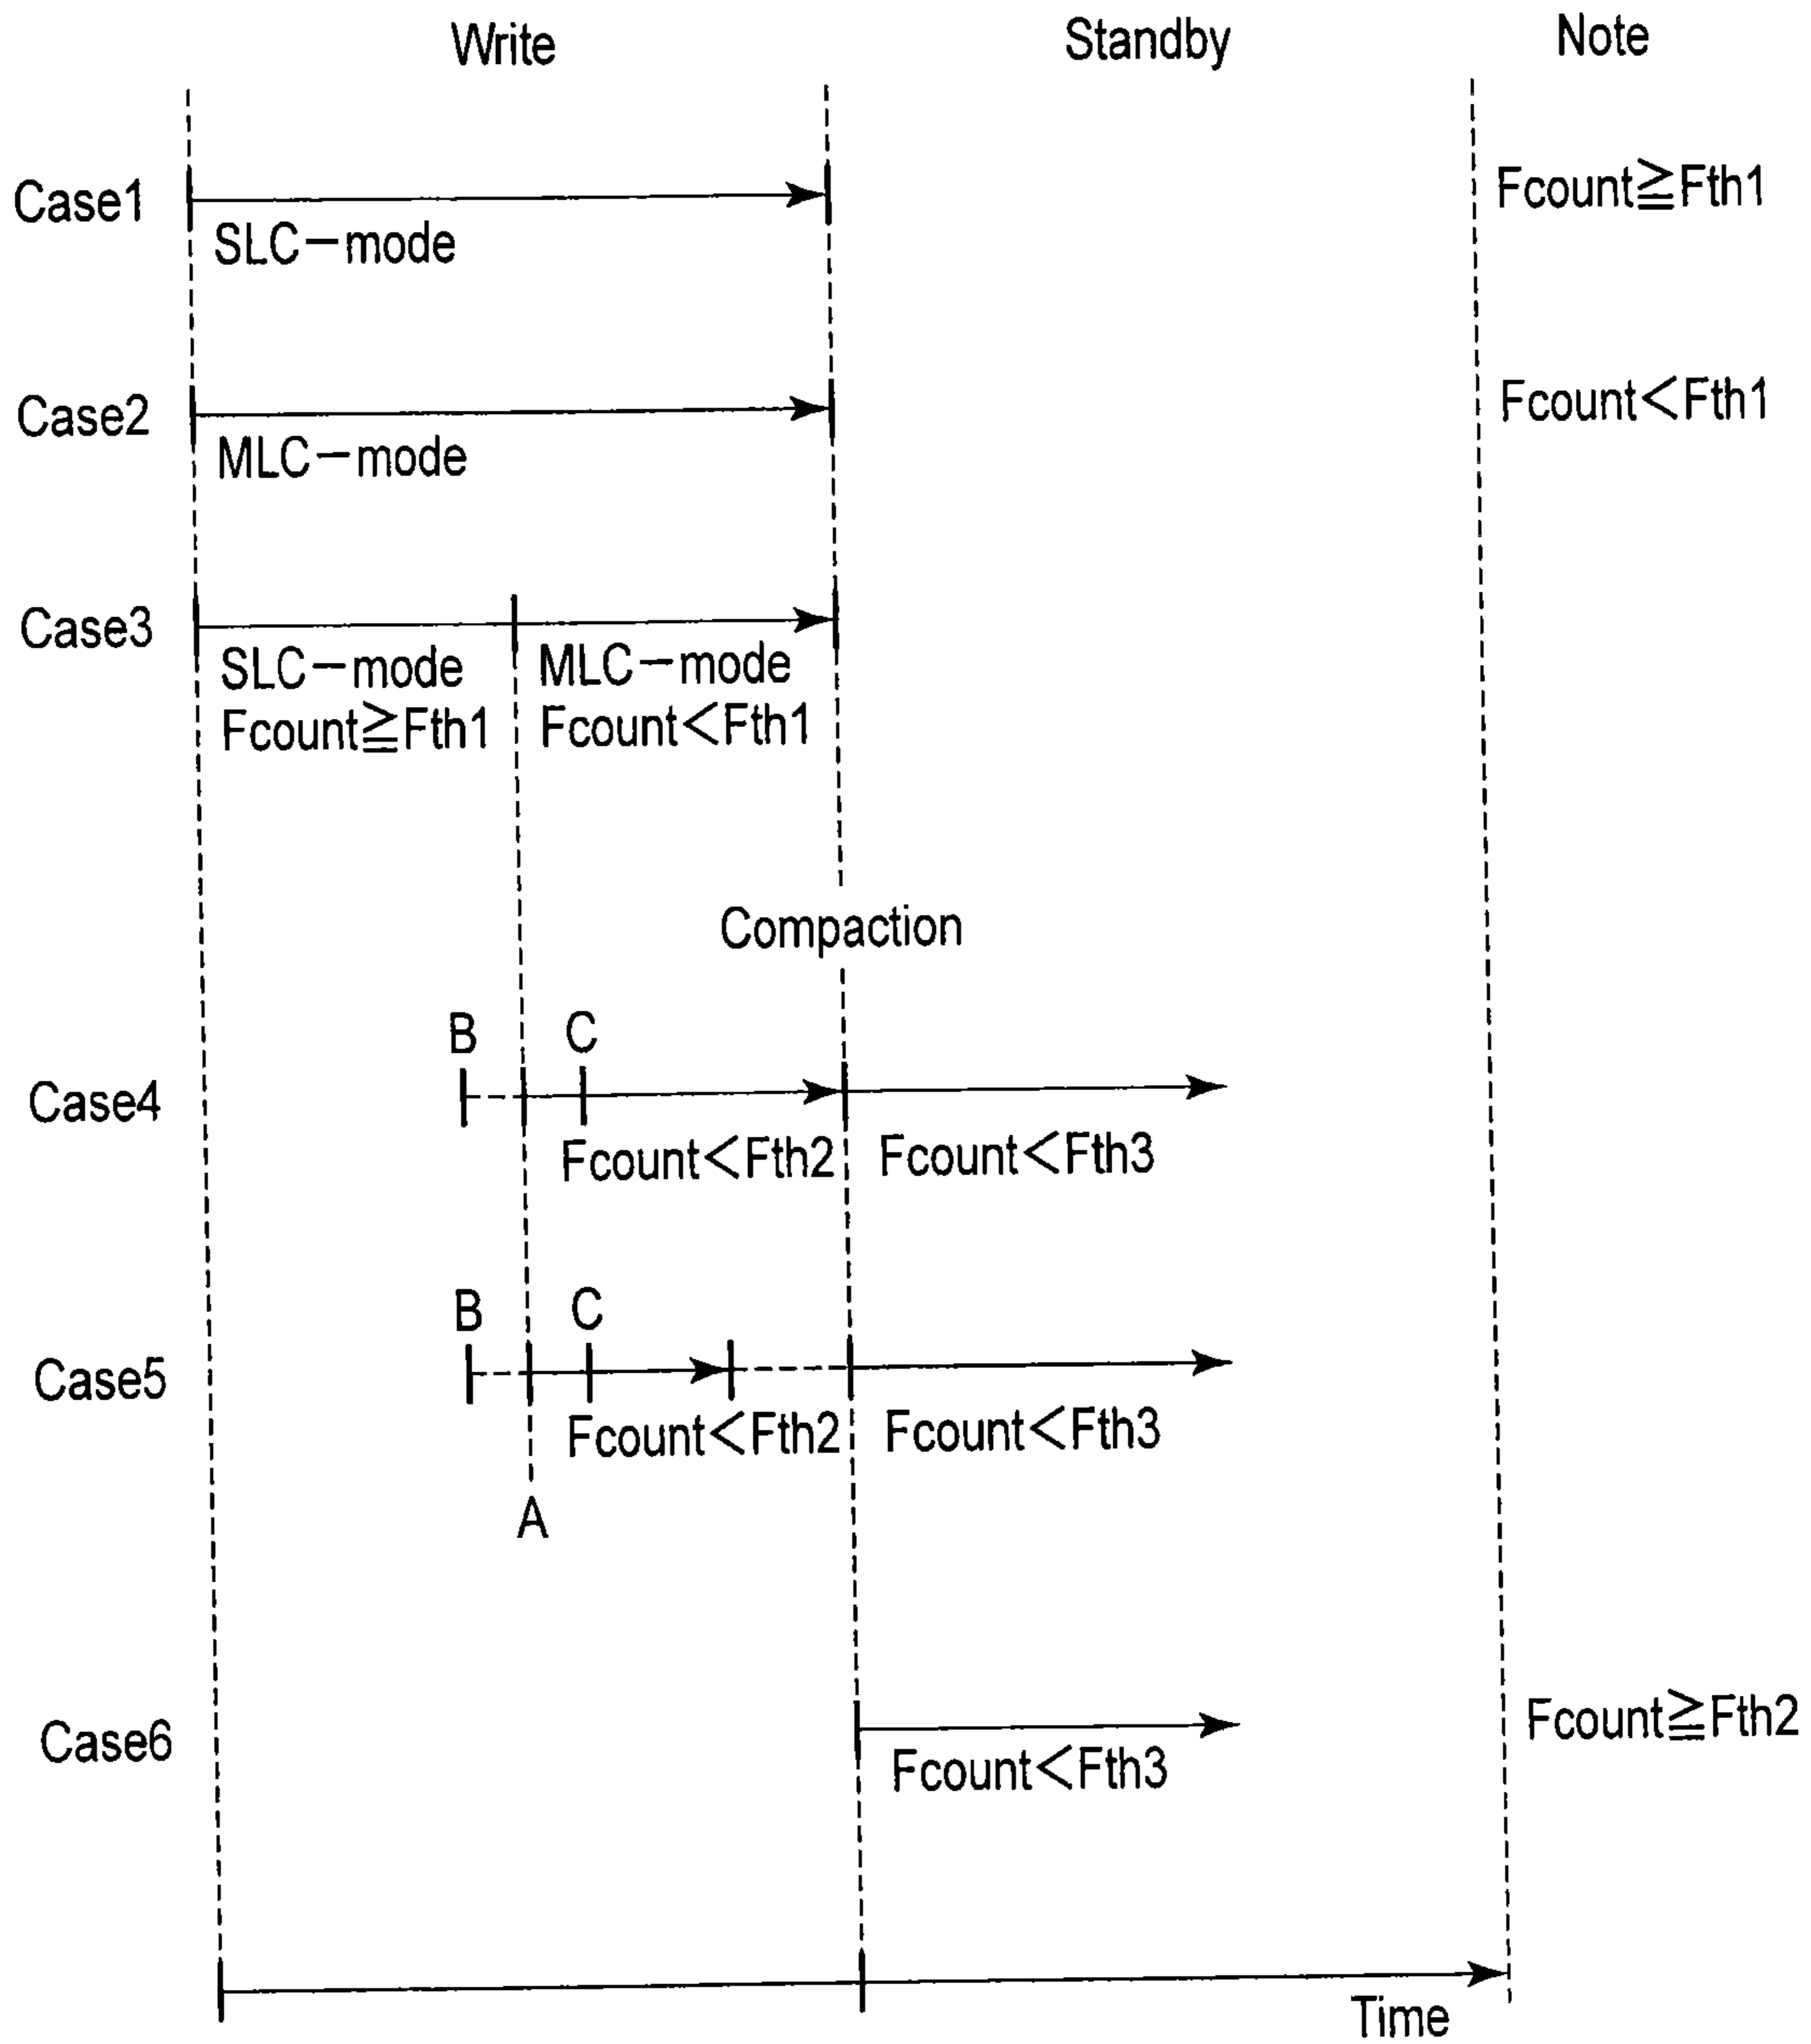 Write Standby Note
Case1 Fcount≧Fth1
SLC－mode
Case2 Fcount＜Fth1
MLC－mode
Case3
SLC－mode MLC－mode
Fcount≧Fth1 Fcount＜Fth1
Compaction
B C
Case4
Fcount＜Fth2 Fcount＜Fth3
B C
Case5
Fcount＜Fth2 Fcount＜Fth3
A
Case6 Fcount≧Fth2
Fcount＜Fth3
Time